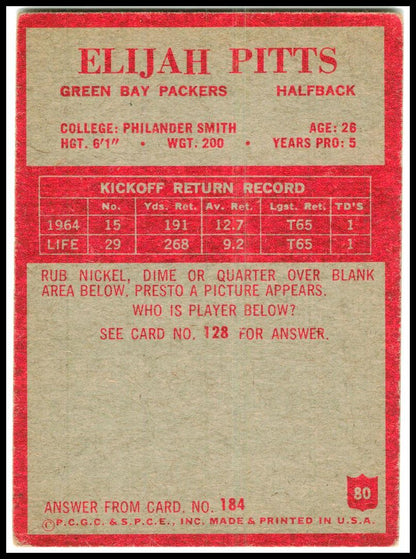 ELIJAH PITTS
GREEN BAY PACKERS HALFBACK
COLLEGE: PHILANDER SMITH AGE: 26
HGT. 6'1" • WGT. 200 • YEARS PRO: 5
KICKOFF RETURN RECORD
No. Yds. Ret. Av. Ret. Lgst. Ret. TD'S
1964 15 191 12.7 T65 1
LIFE 29 268 9.2 T65 1
RUB NICKEL, DIME OR QUARTER OVER BLANK
AREA BELOW, PRESTO A PICTURE APPEARS.
WHO IS PLAYER BELOW?
SEE CARD NO. 128 FOR ANSWER.
80
ANSWER FROM CARD, NO. 184
©P.C.G.C. & S.P.C.E., INC. MADE & PRINTED IN U.S.A.